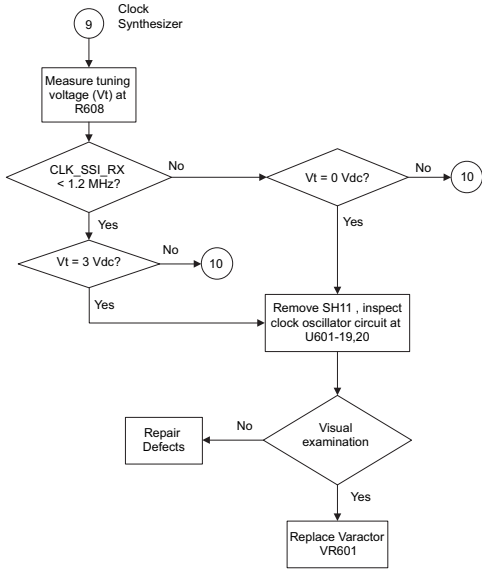 9
Clock
Synthesizer
Measure tuning
voltage (Vt) at
R608
CLK_SSI_RX
< 1.2 MHz?
No
Vt = 0 Vdc?
No
10
Yes
Yes
Vt = 3 Vdc?
No
10
Yes
Remove SH11 , inspect
clock oscillator circuit at
U601-19,20
Visual
examination
No
Repair
Defects
Yes
Replace Varactor
VR601